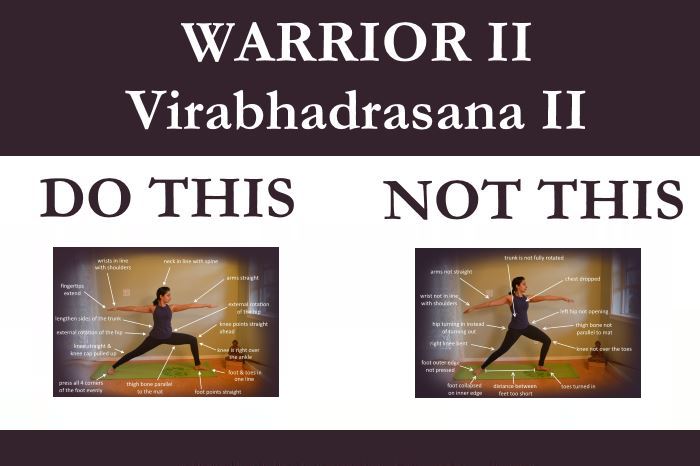 WARRIOR II
Virabhadrasana II
DO THIS
NOT THIS
wrists in line
with shoulders
neck in line with spine
fingertips
extend
arms straight
lengthen sides of the trunk
external rotation
of the hip
external rotation of the hip
knee points straight
ahead
knee straight &
knee cap pulled up
knee is right over
the ankle
foot & toes in
one line
press all 4 corners
of the foot evenly
thigh bone parallel
to the mat
foot points straight
trunk is not fully rotated
arms not straight
chest dropped
wrist not in line
with shoulders
left hip not opening
hip turning in instead
of turning out
thigh bone not
parallel to mat
right knee bent
knee not over the toes
foot outer edge
not pressed
foot collapsed
on inner edge
distance between
feet too short
toes turned in